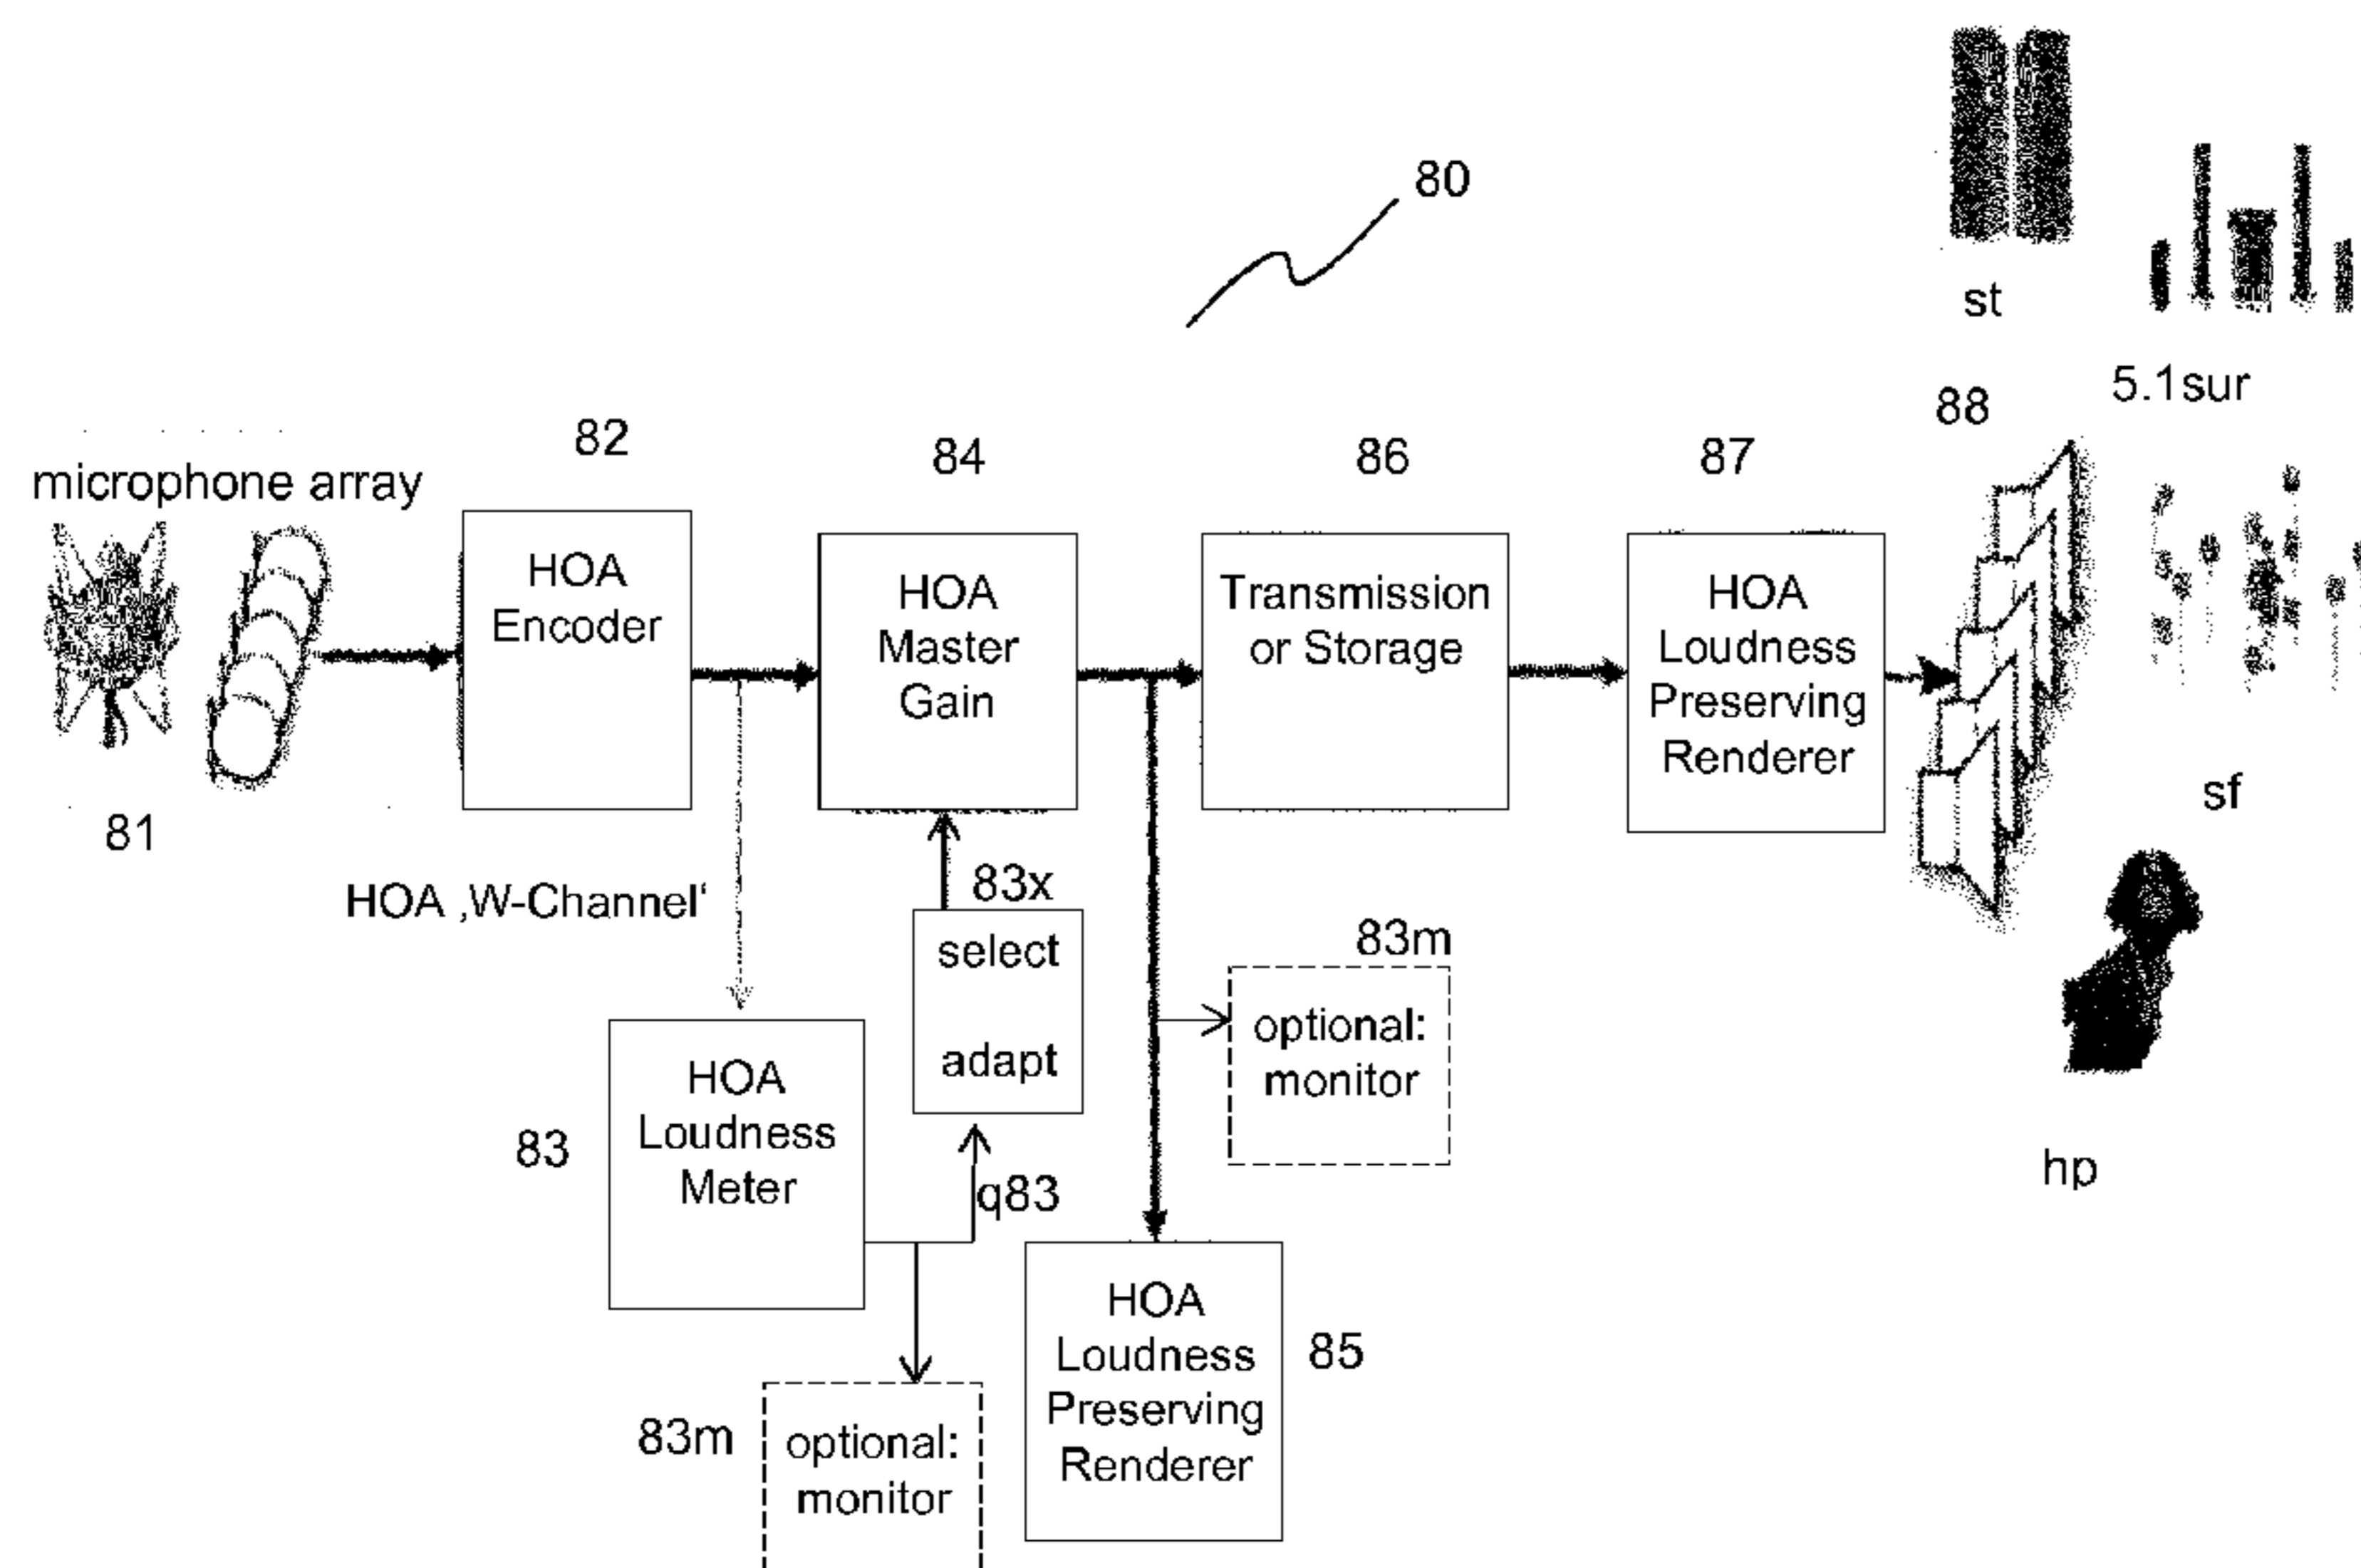 80
st
5.1sur
88
microphone array
81
82
HOA
Encoder
84
HOA
Master
Gain
86
Transmission
or Storage
87
HOA
Loudness
Preserving
Renderer
sf
hp
HOA ‚W-Channel‘
83x
select
adapt
83m
optional:
monitor
83
HOA
Loudness
Meter
q83
83m
optional:
monitor
HOA
Loudness
Preserving
Renderer
85